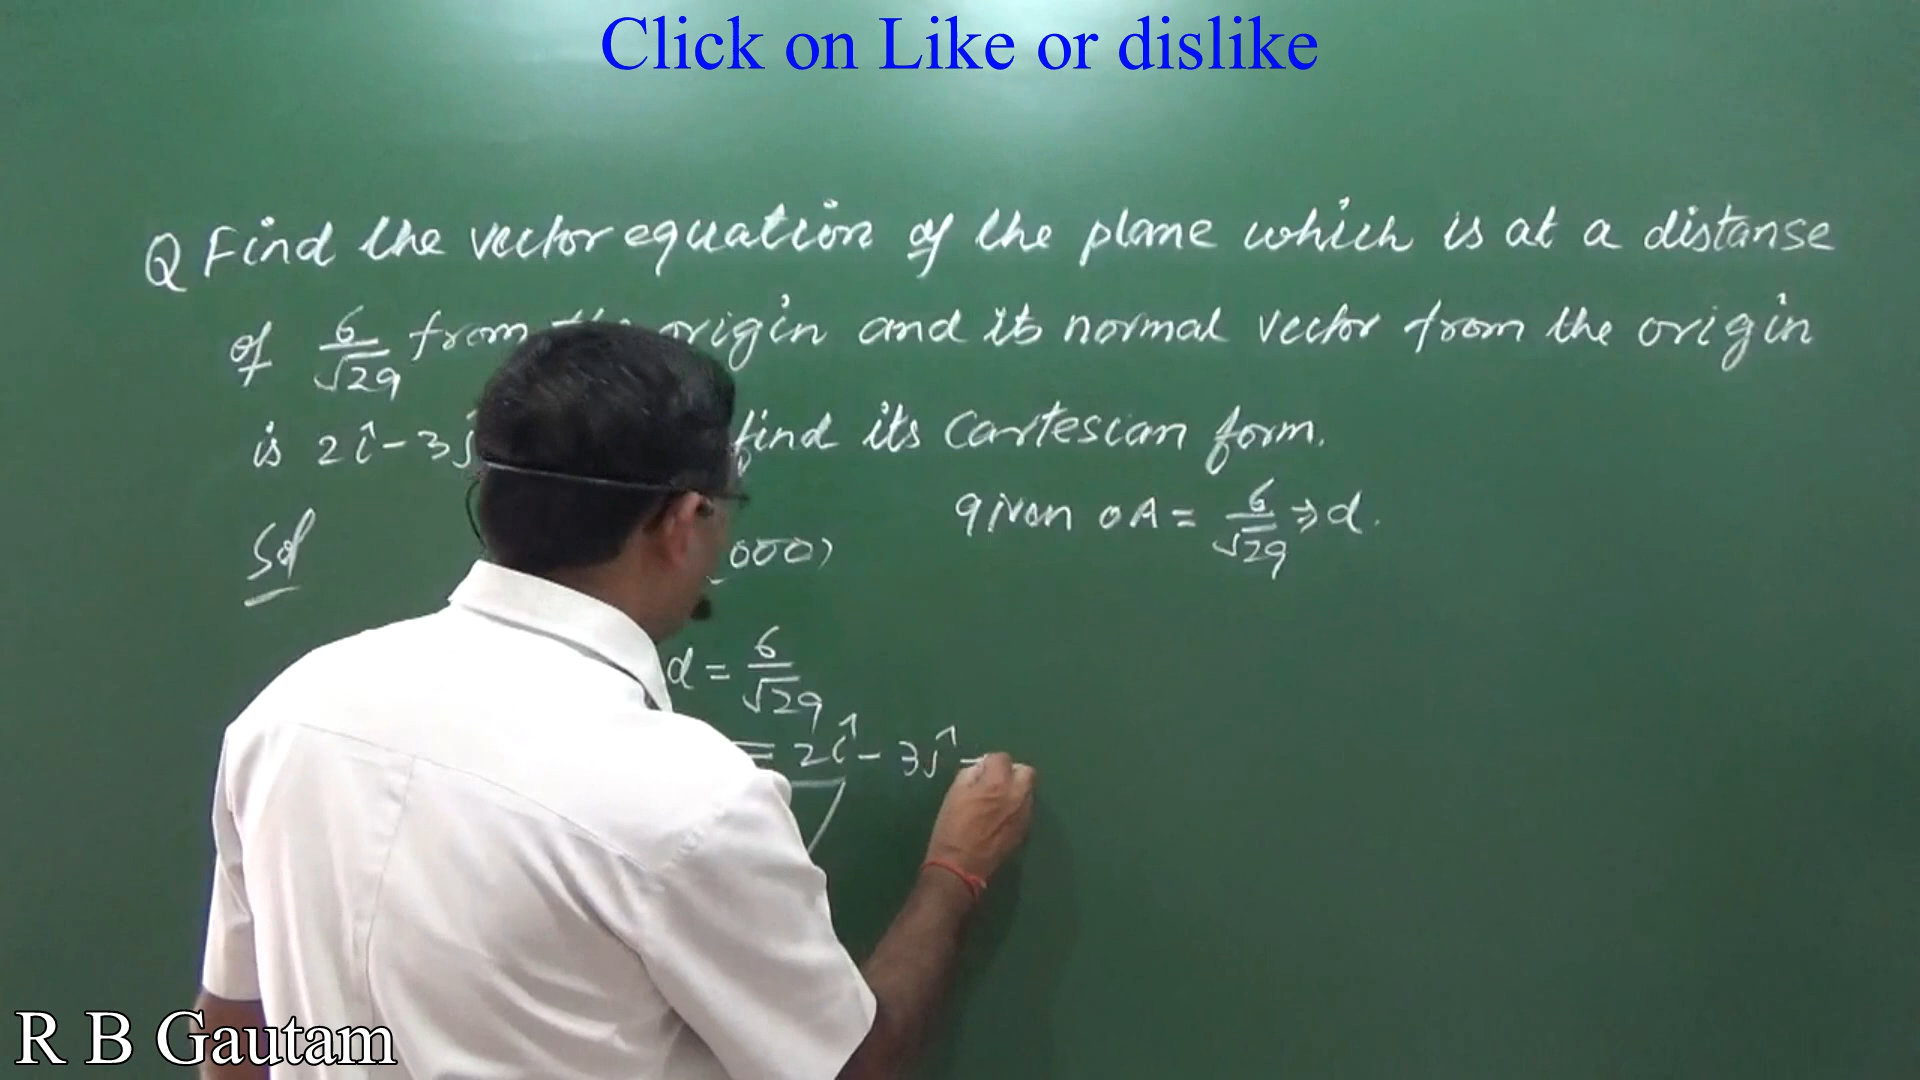 Click on Like or dislike
Q Find the vector equation of the plane which is at a distanse
of 6/√29 from the origin and its normal vector from the origin
is 2î - 3ĵ find its Cartesian form.
Sol
000)
given OA = 6/√29 ⇒ d.
d = 6/√29
= 2î - 3ĵ
R B Gautam